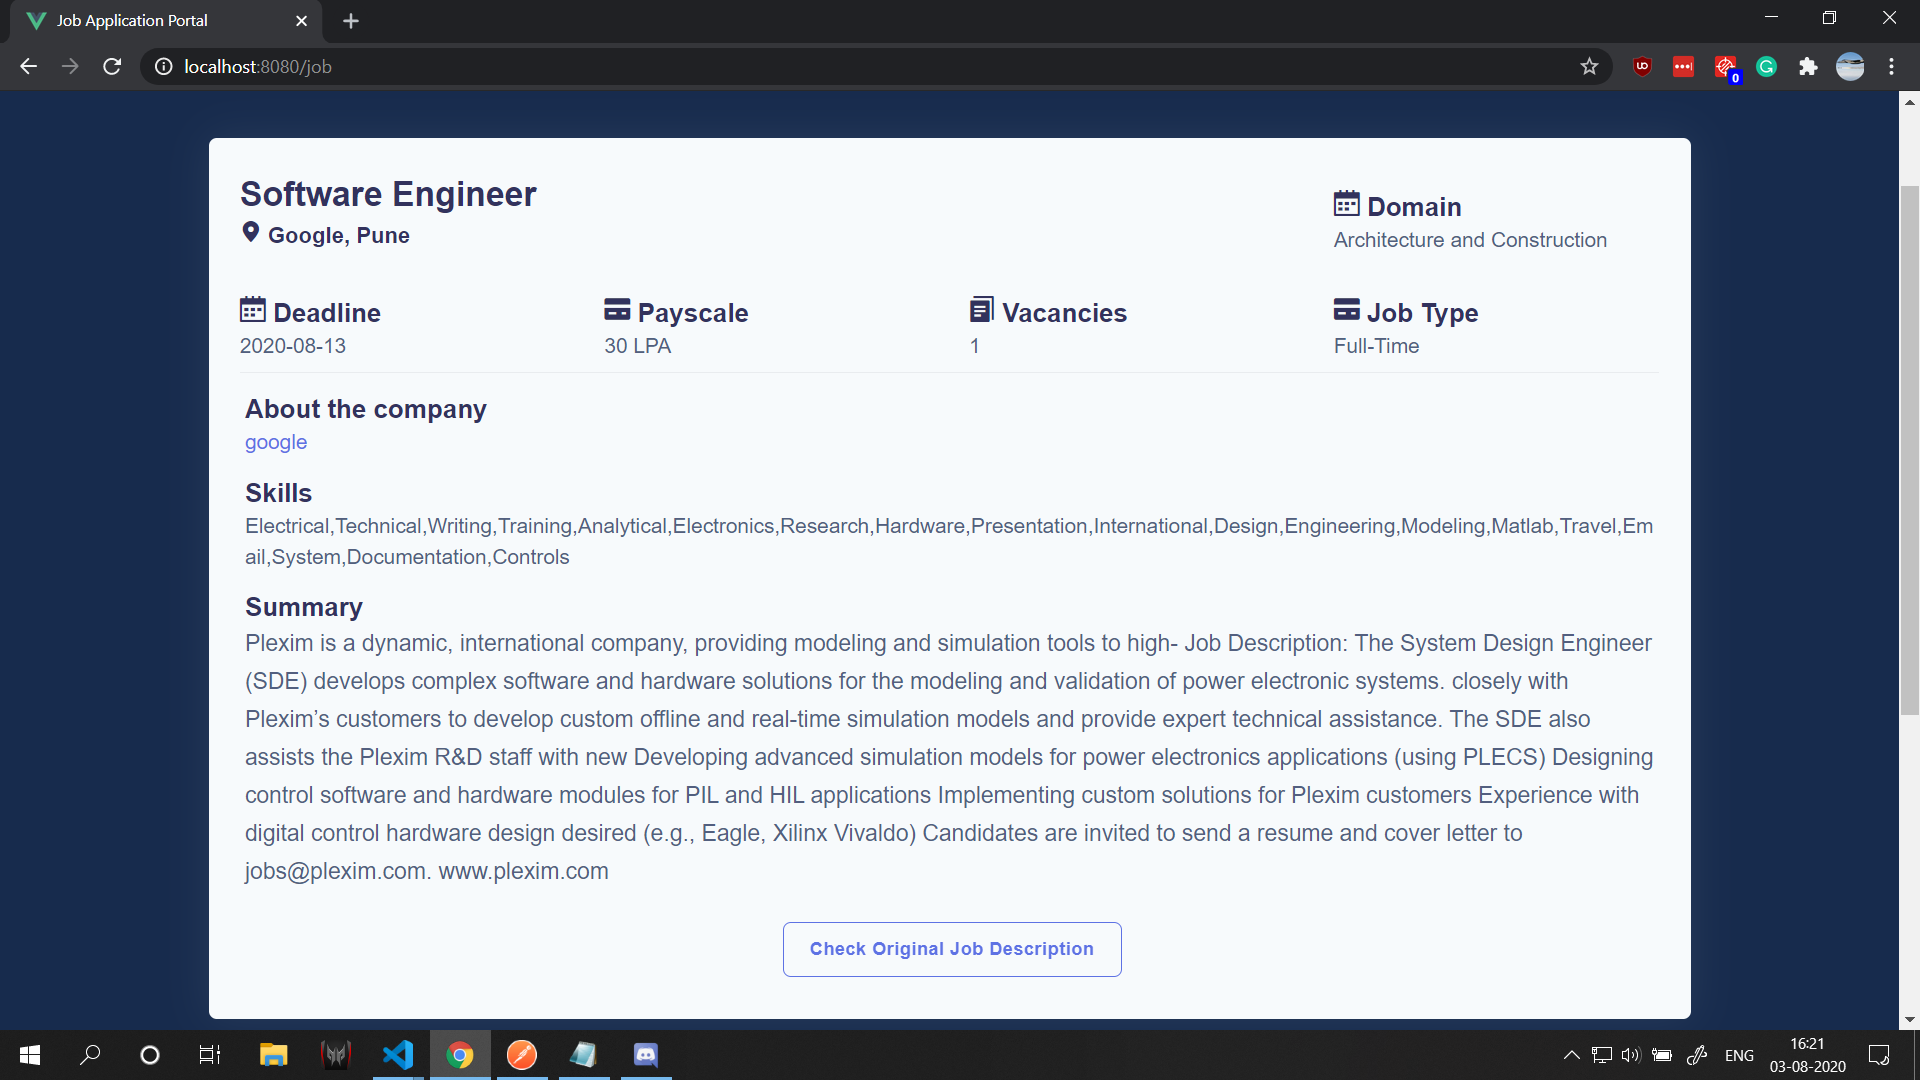 Job Application Portal
localhost:8080/job
0
Software Engineer
Google, Pune
Domain
Architecture and Construction
Deadline
2020-08-13
Payscale
30 LPA
Vacancies
1
Job Type
Full-Time
About the company
google
Skills
Electrical,Technical,Writing,Training,Analytical,Electronics,Research,Hardware,Presentation,International,Design,Engineering,Modeling,Matlab,Travel,Em
ail,System,Documentation,Controls
Summary
Plexim is a dynamic, international company, providing modeling and simulation tools to high- Job Description: The System Design Engineer
(SDE) develops complex software and hardware solutions for the modeling and validation of power electronic systems. closely with
Plexim’s customers to develop custom offline and real-time simulation models and provide expert technical assistance. The SDE also
assists the Plexim R&D staff with new Developing advanced simulation models for power electronics applications (using PLECS) Designing
control software and hardware modules for PIL and HIL applications Implementing custom solutions for Plexim customers Experience with
digital control hardware design desired (e.g., Eagle, Xilinx Vivaldo) Candidates are invited to send a resume and cover letter to
jobs@plexim.com. www.plexim.com
Check Original Job Description
ENG
16:21
03-08-2020